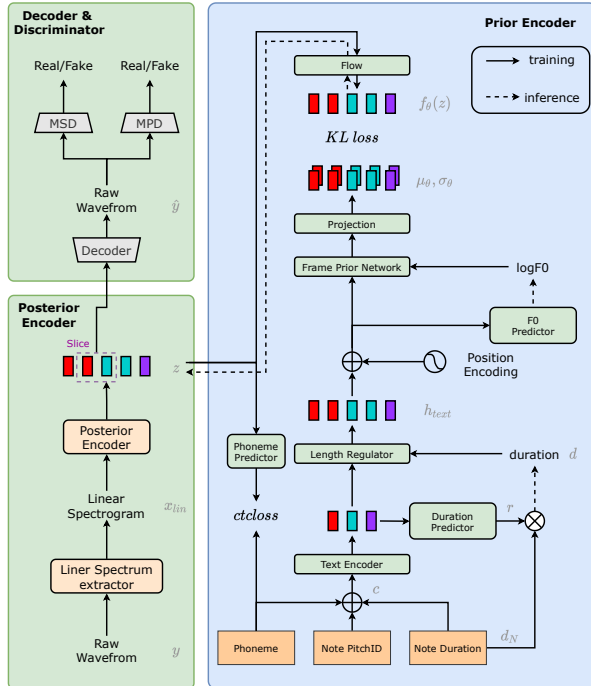 Decoder &
Discriminator
Real/Fake
Real/Fake
MSD
MPD
Raw
Wavefrom
ŷ
Decoder
Posterior
Encoder
Slice
z
Posterior
Encoder
Linear
Spectrogram
x_lin
Liner Spectrum
extractor
Raw
Wavefrom
y
Prior Encoder
training
inference
Flow
f_θ(z)
KL loss
μ_θ, σ_θ
Projection
Frame Prior Network
logF0
F0
Predictor
Position
Encoding
h_text
Phoneme
Predictor
Length Regulator
duration
d
ctcloss
Duration
Predictor
r
Text Encoder
c
Phoneme
Note PitchID
Note Duration
d_N